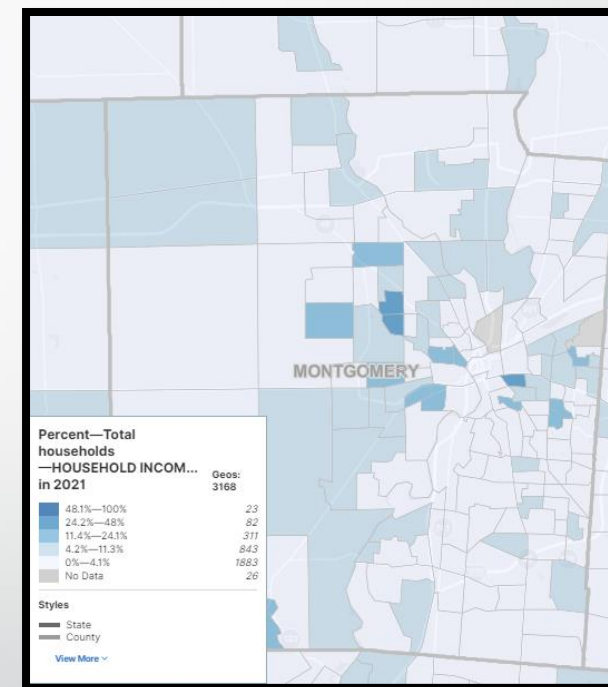 MONTGOMERY
Percent—Total
households
—HOUSEHOLD INCOM...
in 2021
Geos:
3168
48.1%—100% 23
24.2%—48% 82
11.4%—24.1% 311
4.2%—11.3% 843
0%—4.1% 1883
No Data 26
Styles
State
County
View More